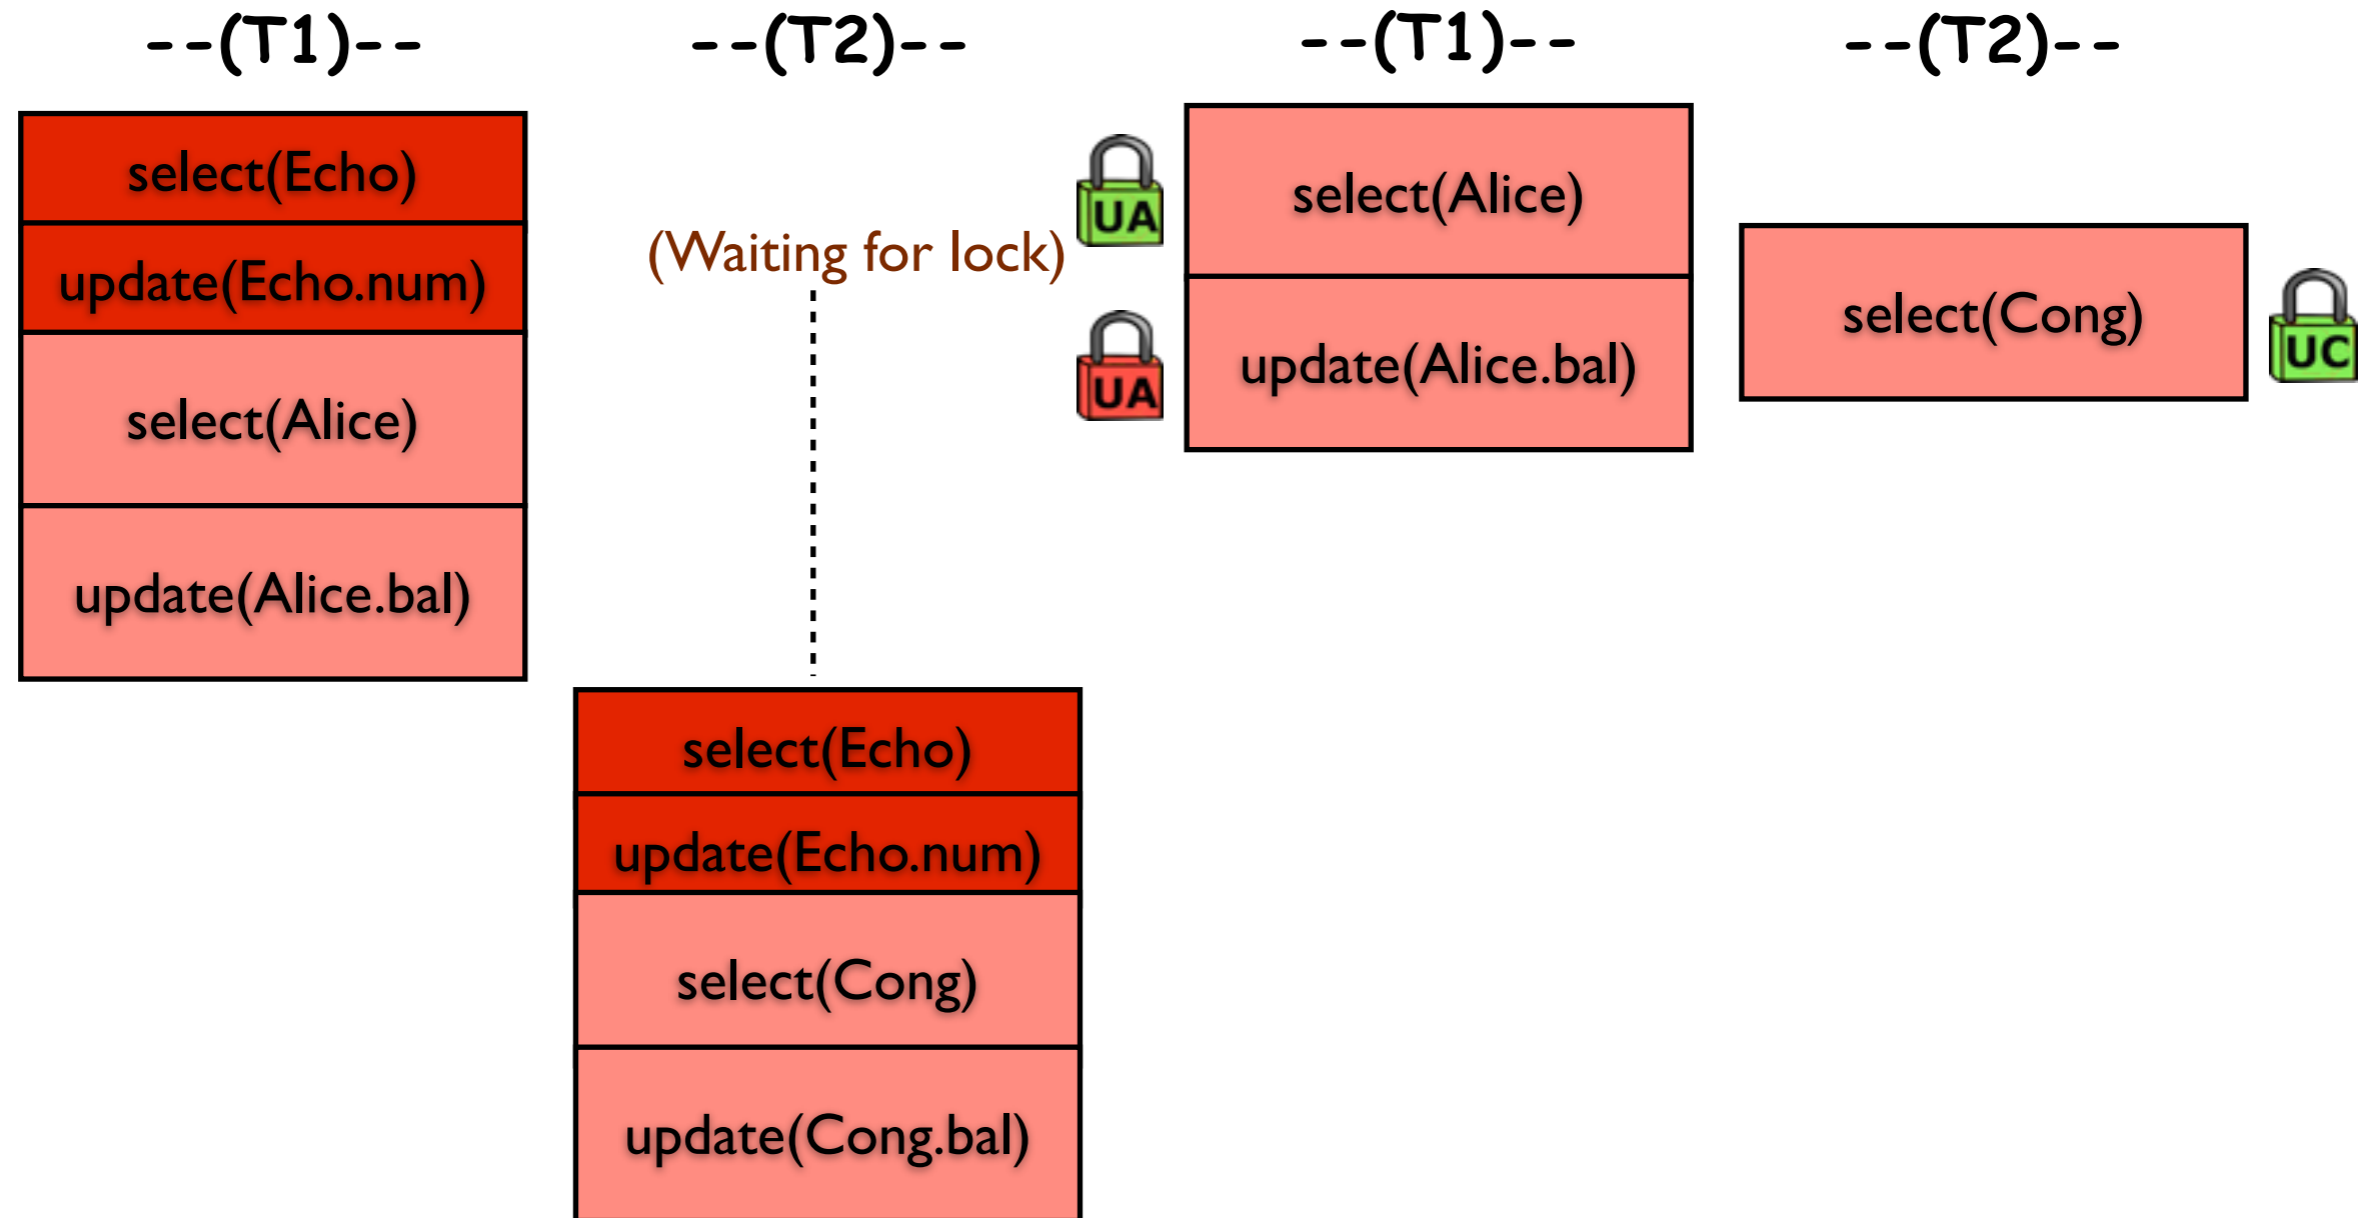 --(T1)--
--(T2)--
--(T1)--
--(T2)--
select(Echo)
update(Echo.num)
select(Alice)
update(Alice.bal)
(Waiting for lock)
select(Echo)
update(Echo.num)
select(Cong)
update(Cong.bal)
UA
select(Alice)
UA
update(Alice.bal)
select(Cong)
UC